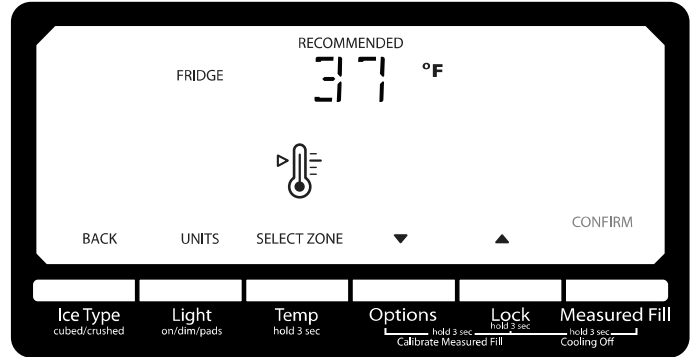 RECOMMENDED
FRIDGE 37 °F
CONFIRM
BACK UNITS SELECT ZONE
Ice Type Light Temp Options Lock Measured Fill
cubed/crushed on/dim/pads hold 3 sec hold 3 sec hold 3 sec hold 3 sec
Calibrate Measured Fill Cooling Off